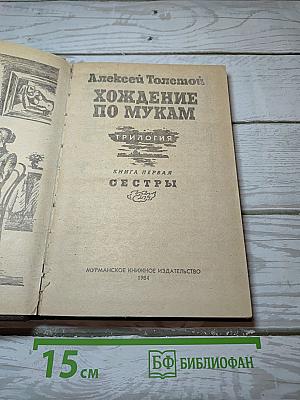 Алексей Толстой
ХОЖДЕНИЕ
ПО МУКАМ
ТРИЛОГИЯ
КНИГА ПЕРВАЯ
СЕСТРЫ
МУРМАНСКОЕ КНИЖНОЕ ИЗДАТЕЛЬСТВО
1984
15 см
БФ БИБЛИОФАН